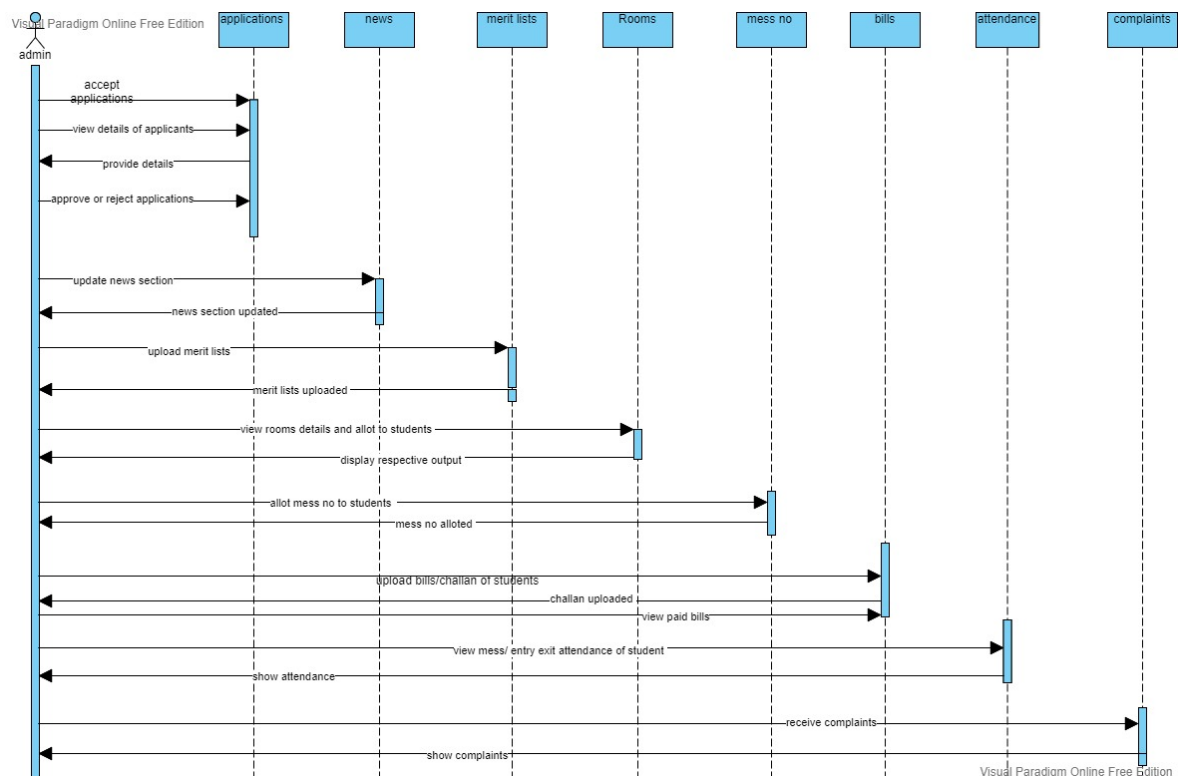 Visual Paradigm Online Free Edition
applications
news
merit lists
Rooms
mess no
bills
attendance
complaints
admin
accept
applications
view details of applicants
provide details
approve or reject applications
update news section
news section updated
upload merit lists
merit lists uploaded
view rooms details and allot to students
display respective output
allot mess no to students
mess no alloted
upload bills/challan of students
challan uploaded
view paid bills
view mess/ entry exit attendance of student
show attendance
receive complaints
show complaints
Visual Paradigm Online Free Edition